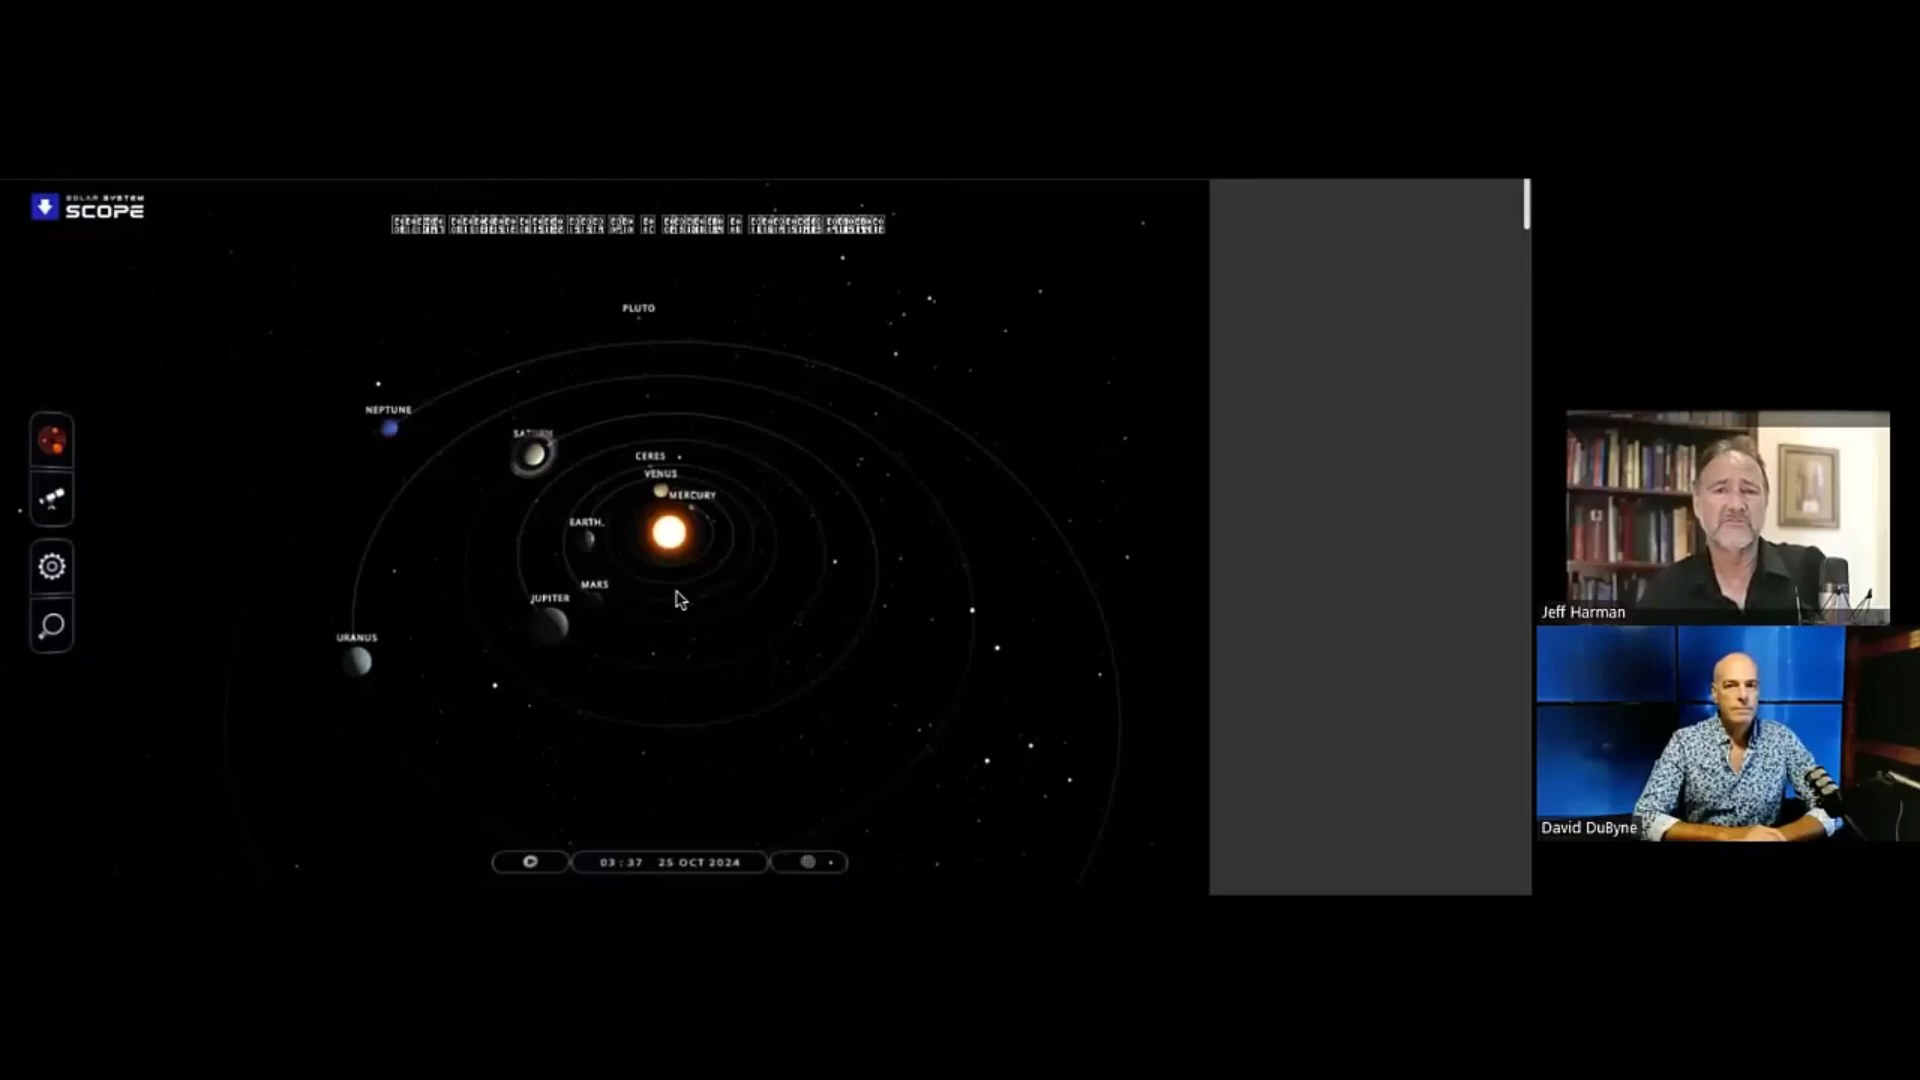 SOLAR SYSTEM
SCOPE
PLUTO
NEPTUNE
SATURN
CERES
VENUS
MERCURY
EARTH
MARS
JUPITER
URANUS
Jeff Harman
David DuByne
03:37 25 OCT 2024